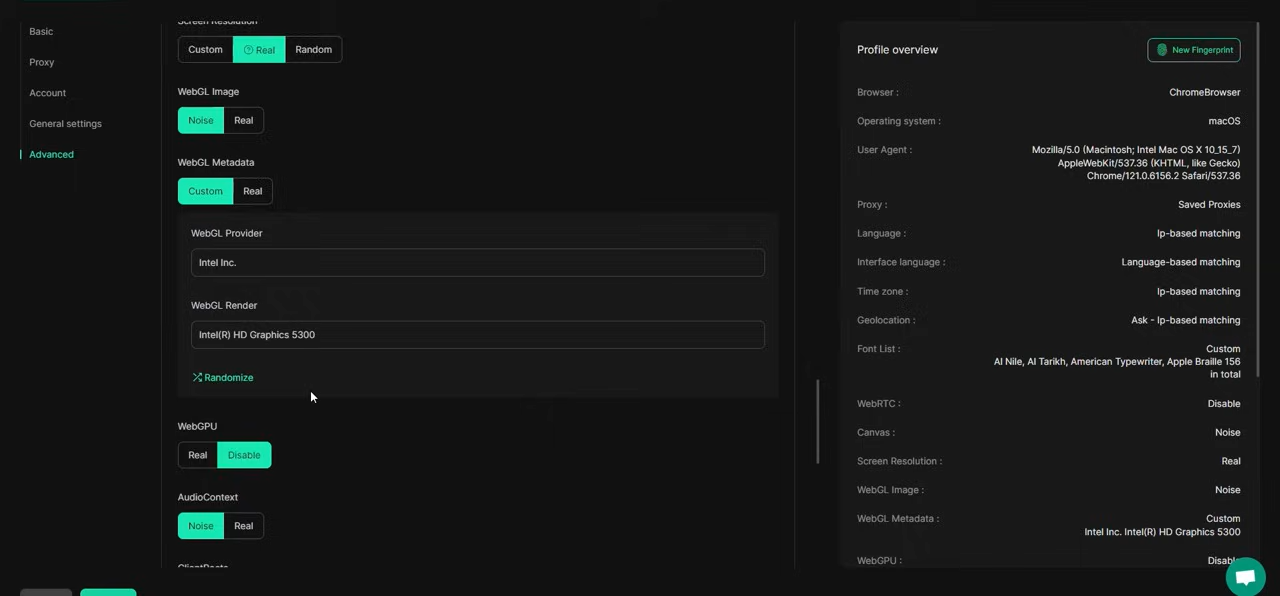 Basic
Proxy
Account
General settings
Advanced
Screen Resolution
Custom
Real
Random
WebGL Image
Noise
Real
WebGL Metadata
Custom
Real
WebGL Provider
Intel Inc.
WebGL Render
Intel(R) HD Graphics 5300
Randomize
WebGPU
Real
Disable
AudioContext
Noise
Real
ClientRects
Profile overview
New Fingerprint
Browser : ChromeBrowser
Operating system : macOS
User Agent : Mozilla/5.0 (Macintosh; Intel Mac OS X 10_15_7)
AppleWebKit/537.36 (KHTML, like Gecko)
Chrome/121.0.6156.2 Safari/537.36
Proxy : Saved Proxies
Language : Ip-based matching
Interface language : Language-based matching
Time zone : Ip-based matching
Geolocation : Ask - Ip-based matching
Font List : Custom
Al Nile, Al Tarikh, American Typewriter, Apple Braille 156
in total
WebRTC : Disable
Canvas : Noise
Screen Resolution : Real
WebGL Image : Noise
WebGL Metadata : Custom
Intel Inc. Intel(R) HD Graphics 5300
WebGPU : Disable